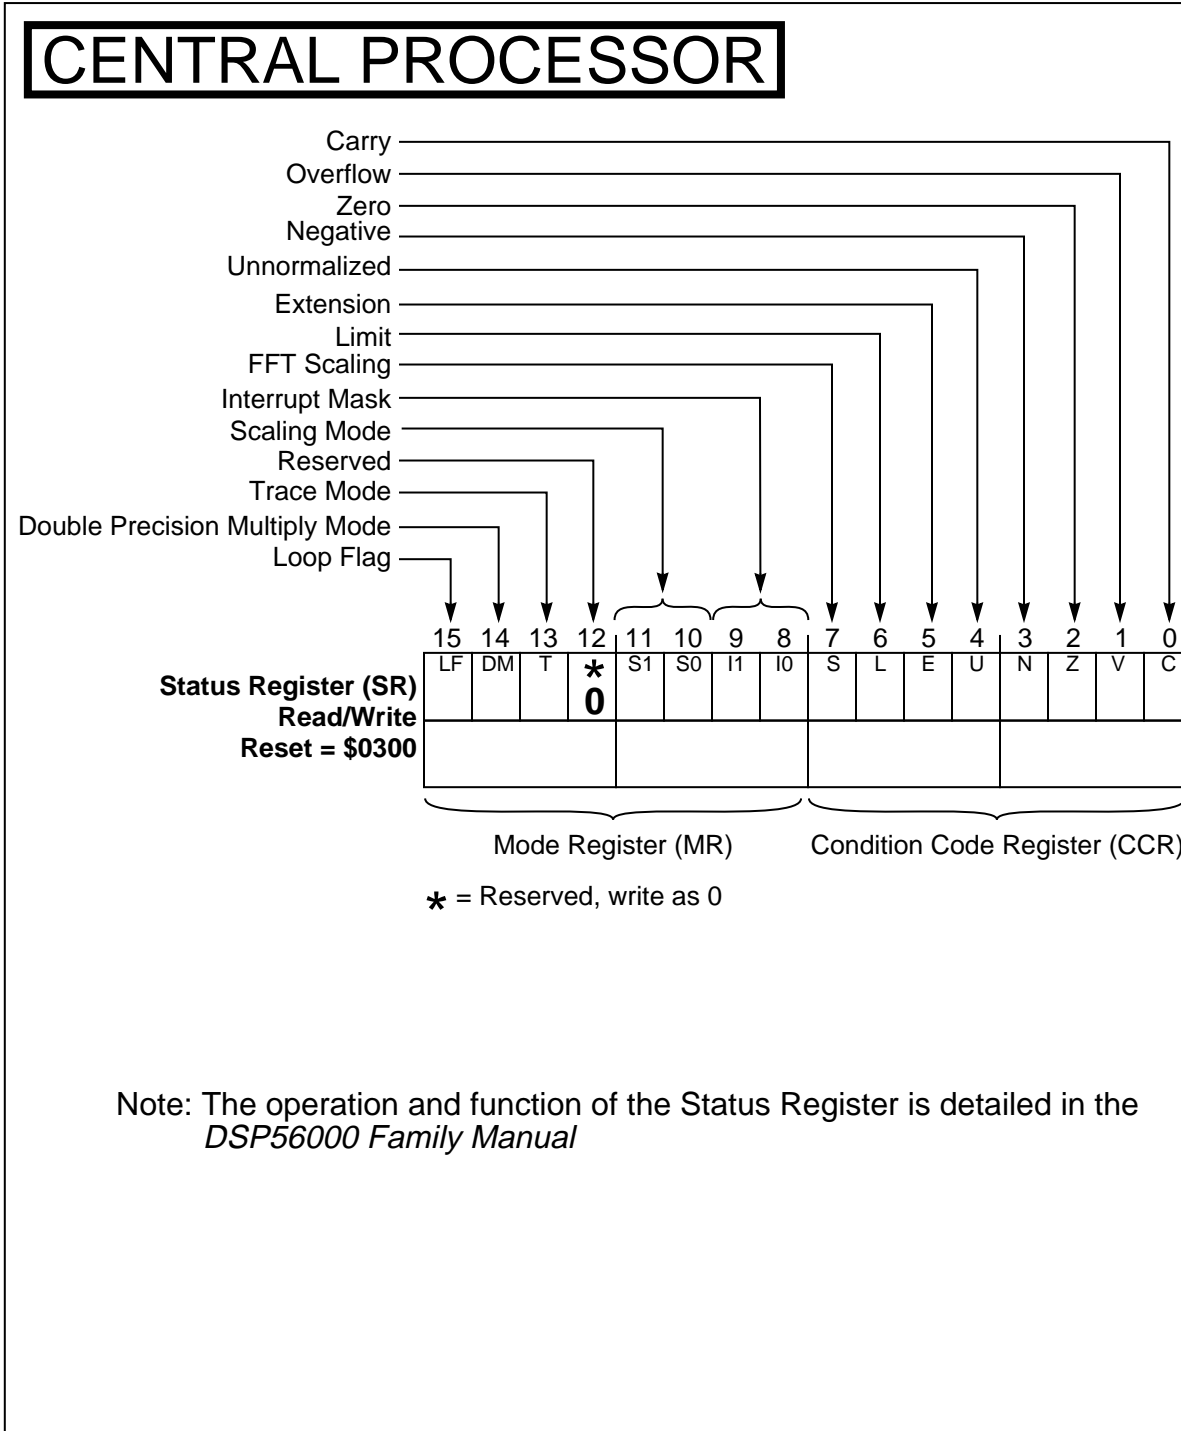 CENTRAL PROCESSOR
Carry
Overflow
Zero
Negative
Unnormalized
Extension
Limit
FFT Scaling
Interrupt Mask
Scaling Mode
Reserved
Trace Mode
Double Precision Multiply Mode
Loop Flag
15 14 13 12 11 10 9 8 7 6 5 4 3 2 1 0
LF DM T * S1 S0 I1 I0 S L E U N Z V C
0
Status Register (SR)
Read/Write
Reset = $0300
Mode Register (MR) Condition Code Register (CCR)
* = Reserved, write as 0
Note: The operation and function of the Status Register is detailed in the
DSP56000 Family Manual